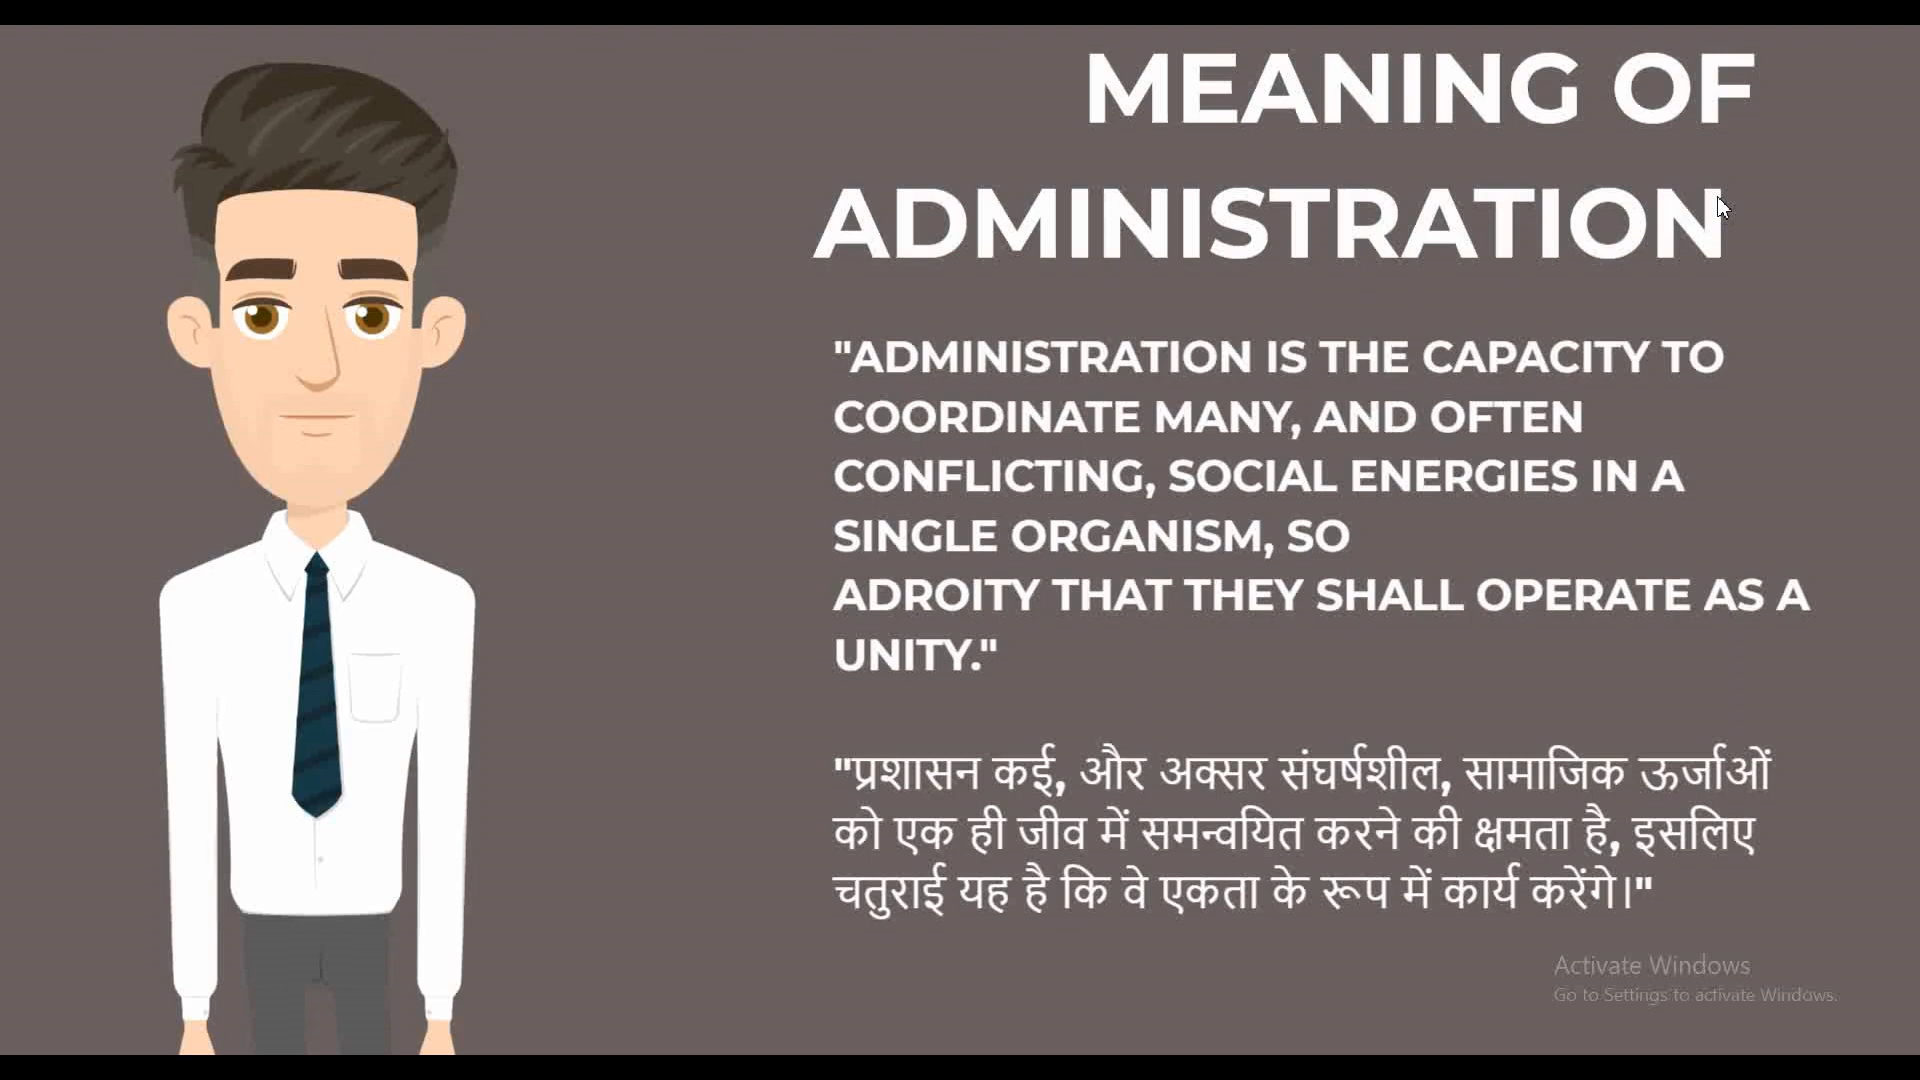 MEANING OF
ADMINISTRATION
"ADMINISTRATION IS THE CAPACITY TO
COORDINATE MANY, AND OFTEN
CONFLICTING, SOCIAL ENERGIES IN A
SINGLE ORGANISM, SO
ADROITY THAT THEY SHALL OPERATE AS A
UNITY."
"प्रशासन कई, और अक्सर संघर्षशील, सामाजिक ऊर्जाओं
को एक ही जीव में समन्वयित करने की क्षमता है, इसलिए
चतुराई यह है कि वे एकता के रूप में कार्य करेंगे।"
Activate Windows
Go to Settings to activate Windows.